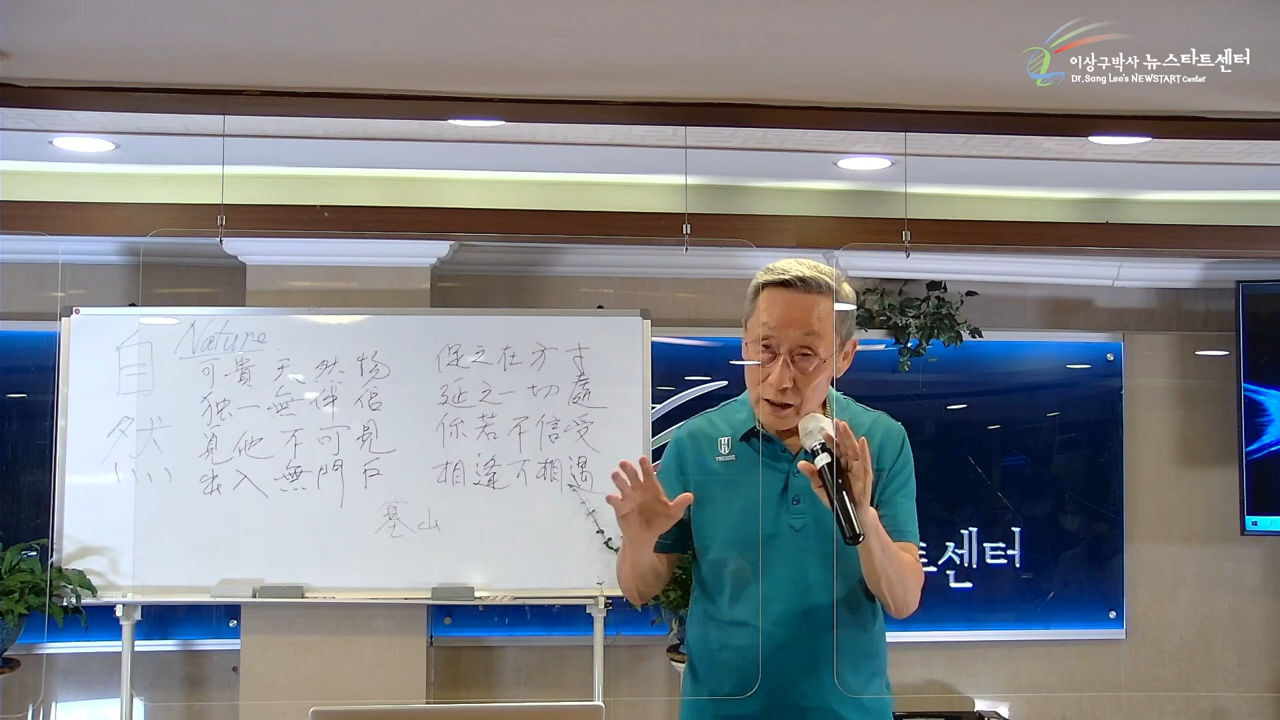 이상구박사 뉴스타트센터
Dr. Sang Lee's NEWSTART Center
Nature
自然
可貴天然物
独一無伴侶
覓他不可見
出入無門戶
促之在方寸
延之一切處
你若不信受
相逢不相遇
山
트센터